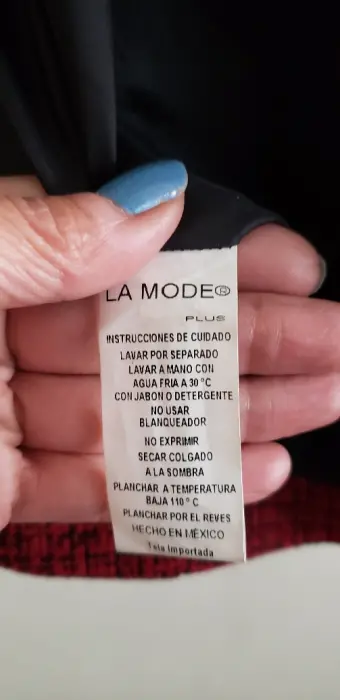 LA MODE®
PLUS
INSTRUCCIONES DE CUIDADO
LAVAR POR SEPARADO
LAVAR A MANO CON
AGUA FRIA A 30 °C
CON JABON O DETERGENTE
NO USAR
BLANQUEADOR
NO EXPRIMIR
SECAR COLGADO
A LA SOMBRA
PLANCHAR A TEMPERATURA
BAJA 110° C
PLANCHAR POR EL REVES
HECHO EN MÉXICO
Tela Importada